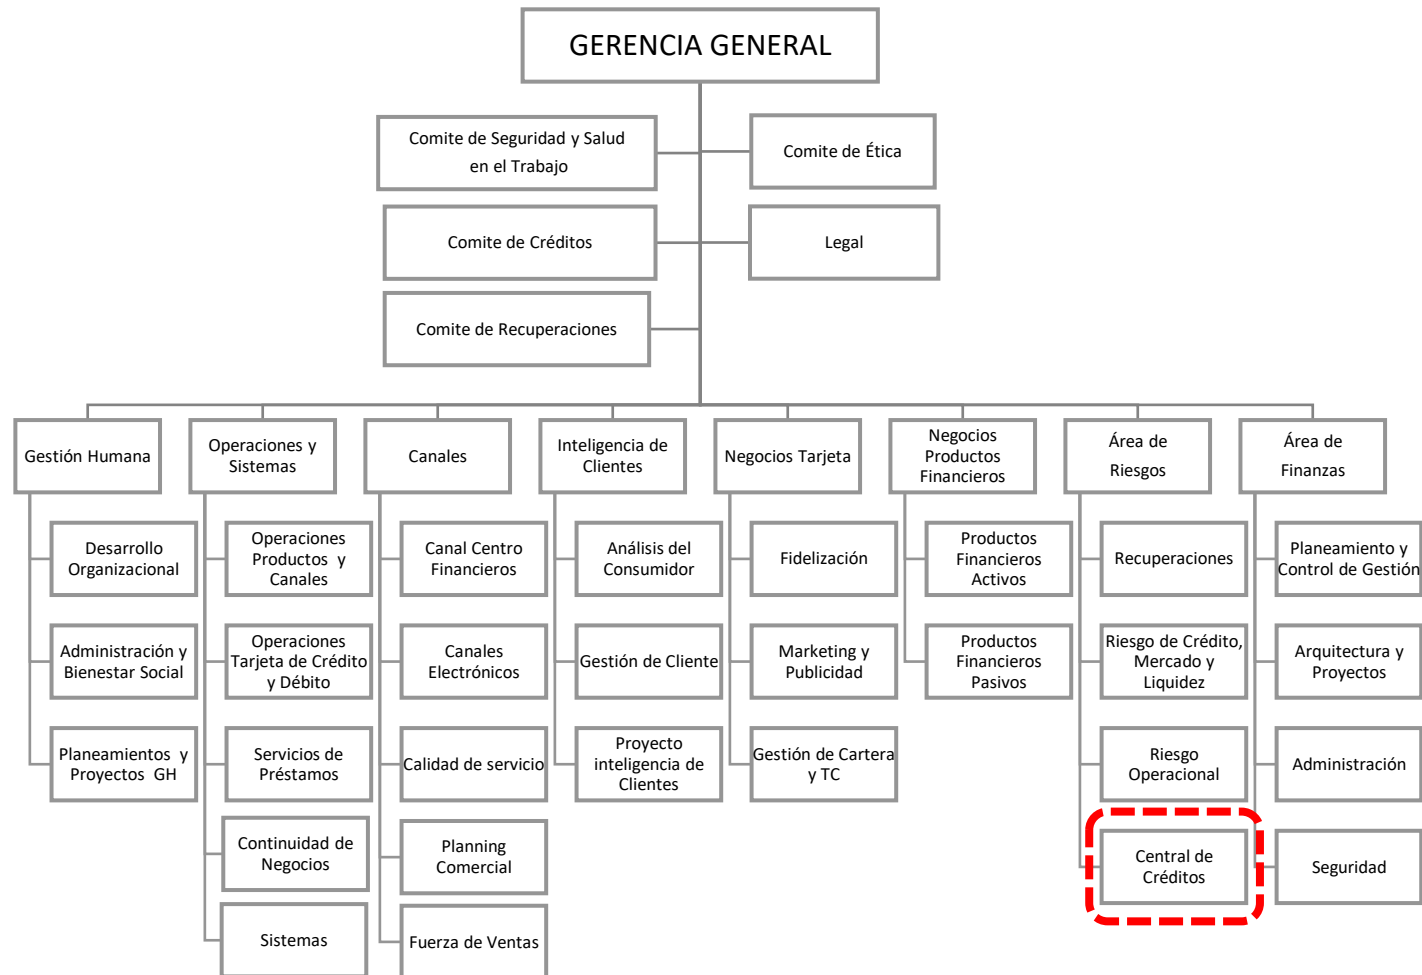 GERENCIA GENERAL
Comite de Seguridad y Salud
en el Trabajo
Comite de Ética
Comite de Créditos
Legal
Comite de Recuperaciones
Gestión Humana
Operaciones y
Sistemas
Canales
Inteligencia de
Clientes
Negocios Tarjeta
Negocios
Productos
Financieros
Área de
Riesgos
Área de
Finanzas
Desarrollo
Organizacional
Operaciones
Productos y
Canales
Canal Centro
Financieros
Análisis del
Consumidor
Fidelización
Productos
Financieros
Activos
Recuperaciones
Planeamiento y
Control de Gestión
Administración y
Bienestar Social
Operaciones
Tarjeta de Crédito
y Débito
Canales
Electrónicos
Gestión de Cliente
Marketing y
Publicidad
Productos
Financieros
Pasivos
Riesgo de Crédito,
Mercado y
Liquidez
Arquitectura y
Proyectos
Planeamientos y
Proyectos GH
Servicios de
Préstamos
Calidad de servicio
Proyecto
inteligencia de
Clientes
Gestión de Cartera
y TC
Riesgo
Operacional
Administración
Continuidad de
Negocios
Planning
Comercial
Central de
Créditos
Seguridad
Sistemas
Fuerza de Ventas